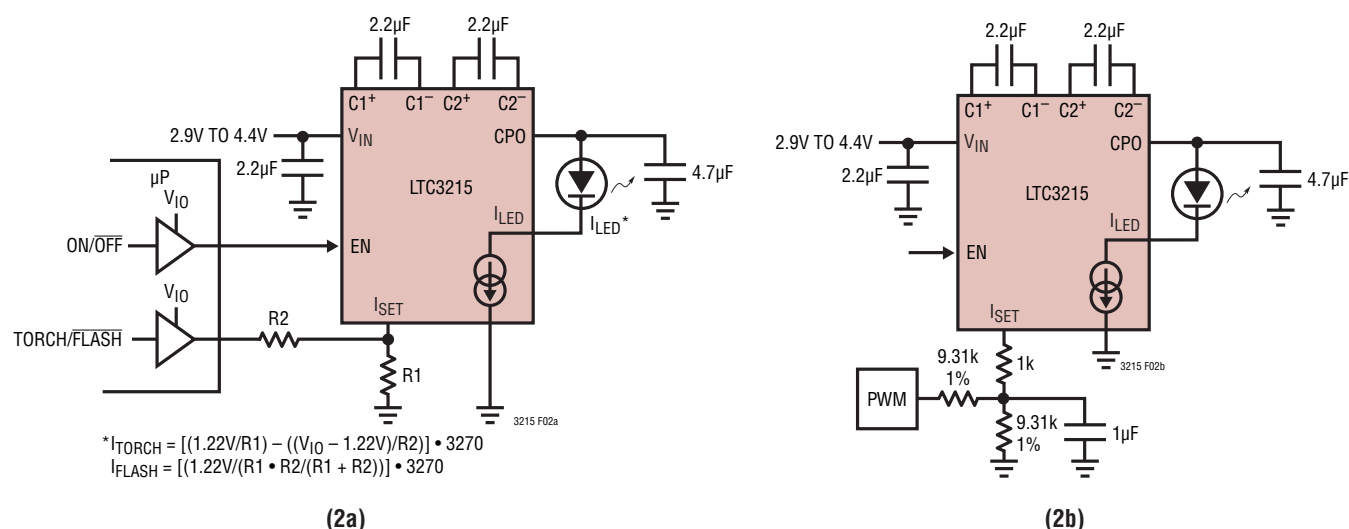 2.2µF 2.2µF
C1+ C1– C2+ C2–
2.9V TO 4.4V
VIN
CPO
2.2µF
4.7µF
LTC3215
µP
VIO
ILED
ILED*
ON/OFF
EN
VIO
ISET
TORCH/FLASH
R2
R1
3215 F02a
*ITORCH = [(1.22V/R1) – ((VIO – 1.22V)/R2)] • 3270
IFLASH = [(1.22V/(R1 • R2/(R1 + R2))] • 3270
(2a)
2.2µF 2.2µF
C1+ C1– C2+ C2–
2.9V TO 4.4V
VIN
CPO
2.2µF
4.7µF
LTC3215
ILED
EN
ISET
3215 F02b
9.31k
1%
1k
PWM
9.31k
1%
1µF
(2b)